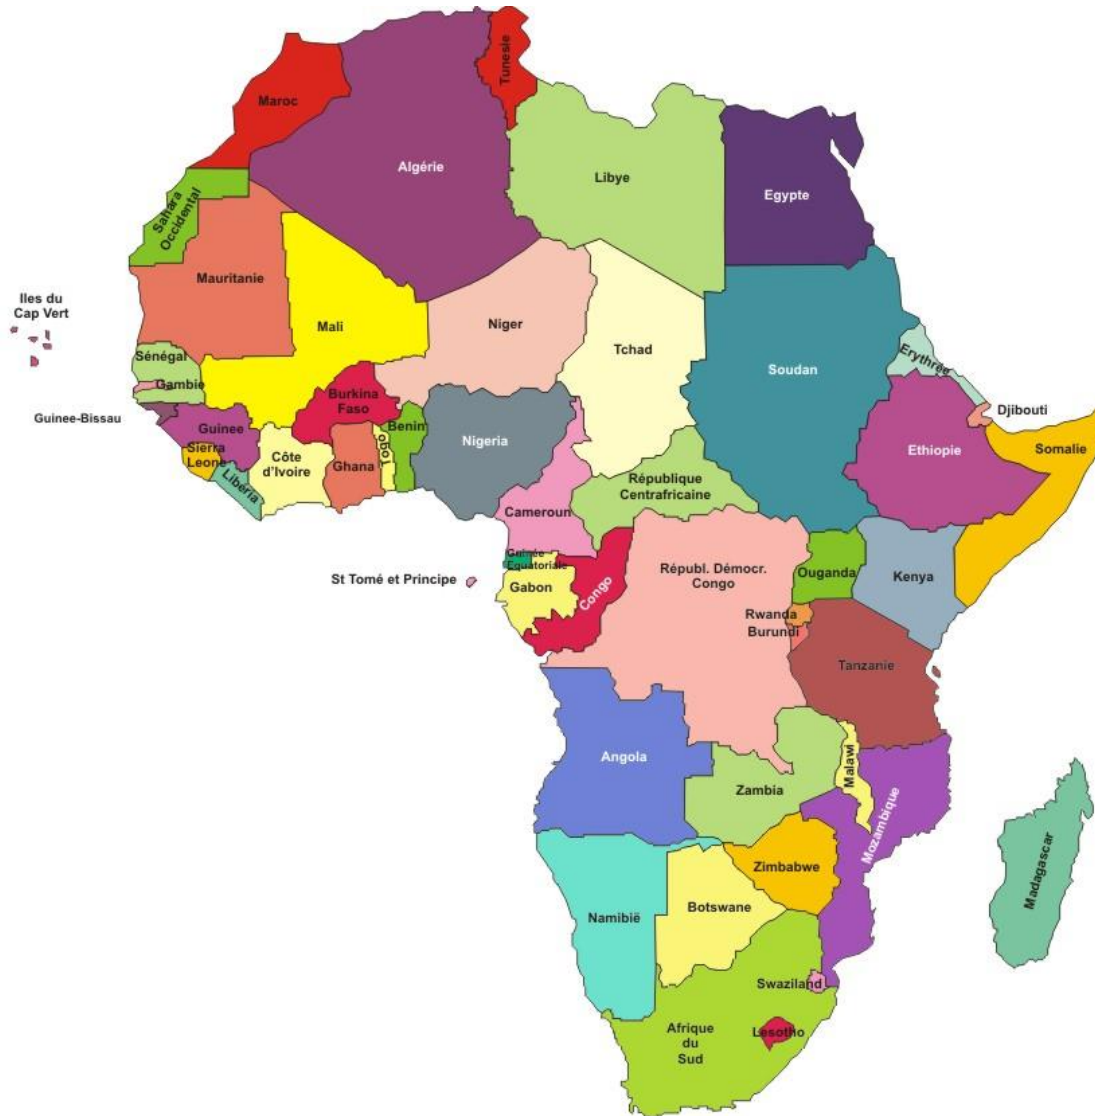 Tunesie
Maroc
Algérie
Libye
Egypte
Sahara
Occidental
Mauritanie
Iles du
Cap Vert
Mali
Niger
Tchad
Soudan
Erythrée
Sénégal
Gambie
Guinee-Bissau
Guinee
Burkina
Faso
Benin
Togo
Nigeria
Djibouti
Somalie
Ethiopie
Sierra
Leone
Liberia
Côte
d'Ivoire
Ghana
République
Centrafricaine
Cameroun
Guinée
Equatoriale
St Tomé et Principe
Gabon
Congo
Républ. Démocr.
Congo
Ouganda
Kenya
Rwanda
Burundi
Tanzanie
Angola
Zambia
Malawi
Mozambique
Madagascar
Zimbabwe
Namibië
Botswane
Swaziland
Lesotho
Afrique
du
Sud